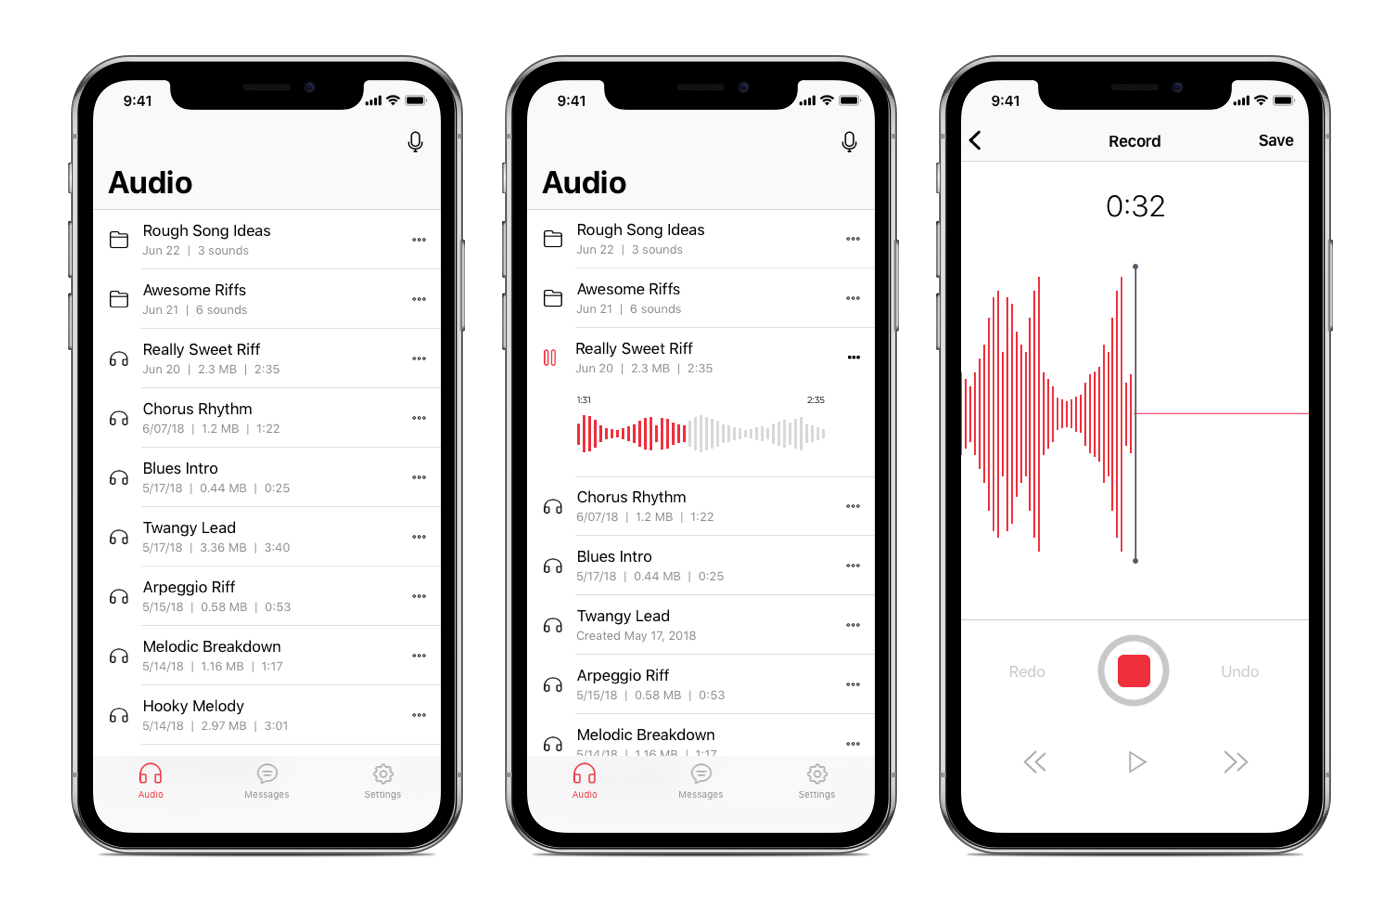 9:41
Audio
Rough Song Ideas
Jun 22 | 3 sounds
Awesome Riffs
Jun 21 | 6 sounds
Really Sweet Riff
Jun 20 | 2.3 MB | 2:35
Chorus Rhythm
6/07/18 | 1.2 MB | 1:22
Blues Intro
5/17/18 | 0.44 MB | 0:25
Twangy Lead
5/17/18 | 3.36 MB | 3:40
Arpeggio Riff
5/15/18 | 0.58 MB | 0:53
Melodic Breakdown
5/14/18 | 1.16 MB | 1:17
Hooky Melody
5/14/18 | 2.97 MB | 3:01
Audio Messages Settings
9:41
Audio
Rough Song Ideas
Jun 22 | 3 sounds
Awesome Riffs
Jun 21 | 6 sounds
Really Sweet Riff
Jun 20 | 2.3 MB | 2:35
1:31 2:35
Chorus Rhythm
6/07/18 | 1.2 MB | 1:22
Blues Intro
5/17/18 | 0.44 MB | 0:25
Twangy Lead
Created May 17, 2018
Arpeggio Riff
5/15/18 | 0.58 MB | 0:53
Melodic Breakdown
5/14/18 | 1.16 MB | 1:17
Audio Messages Settings
9:41
Record Save
0:32
Redo Undo